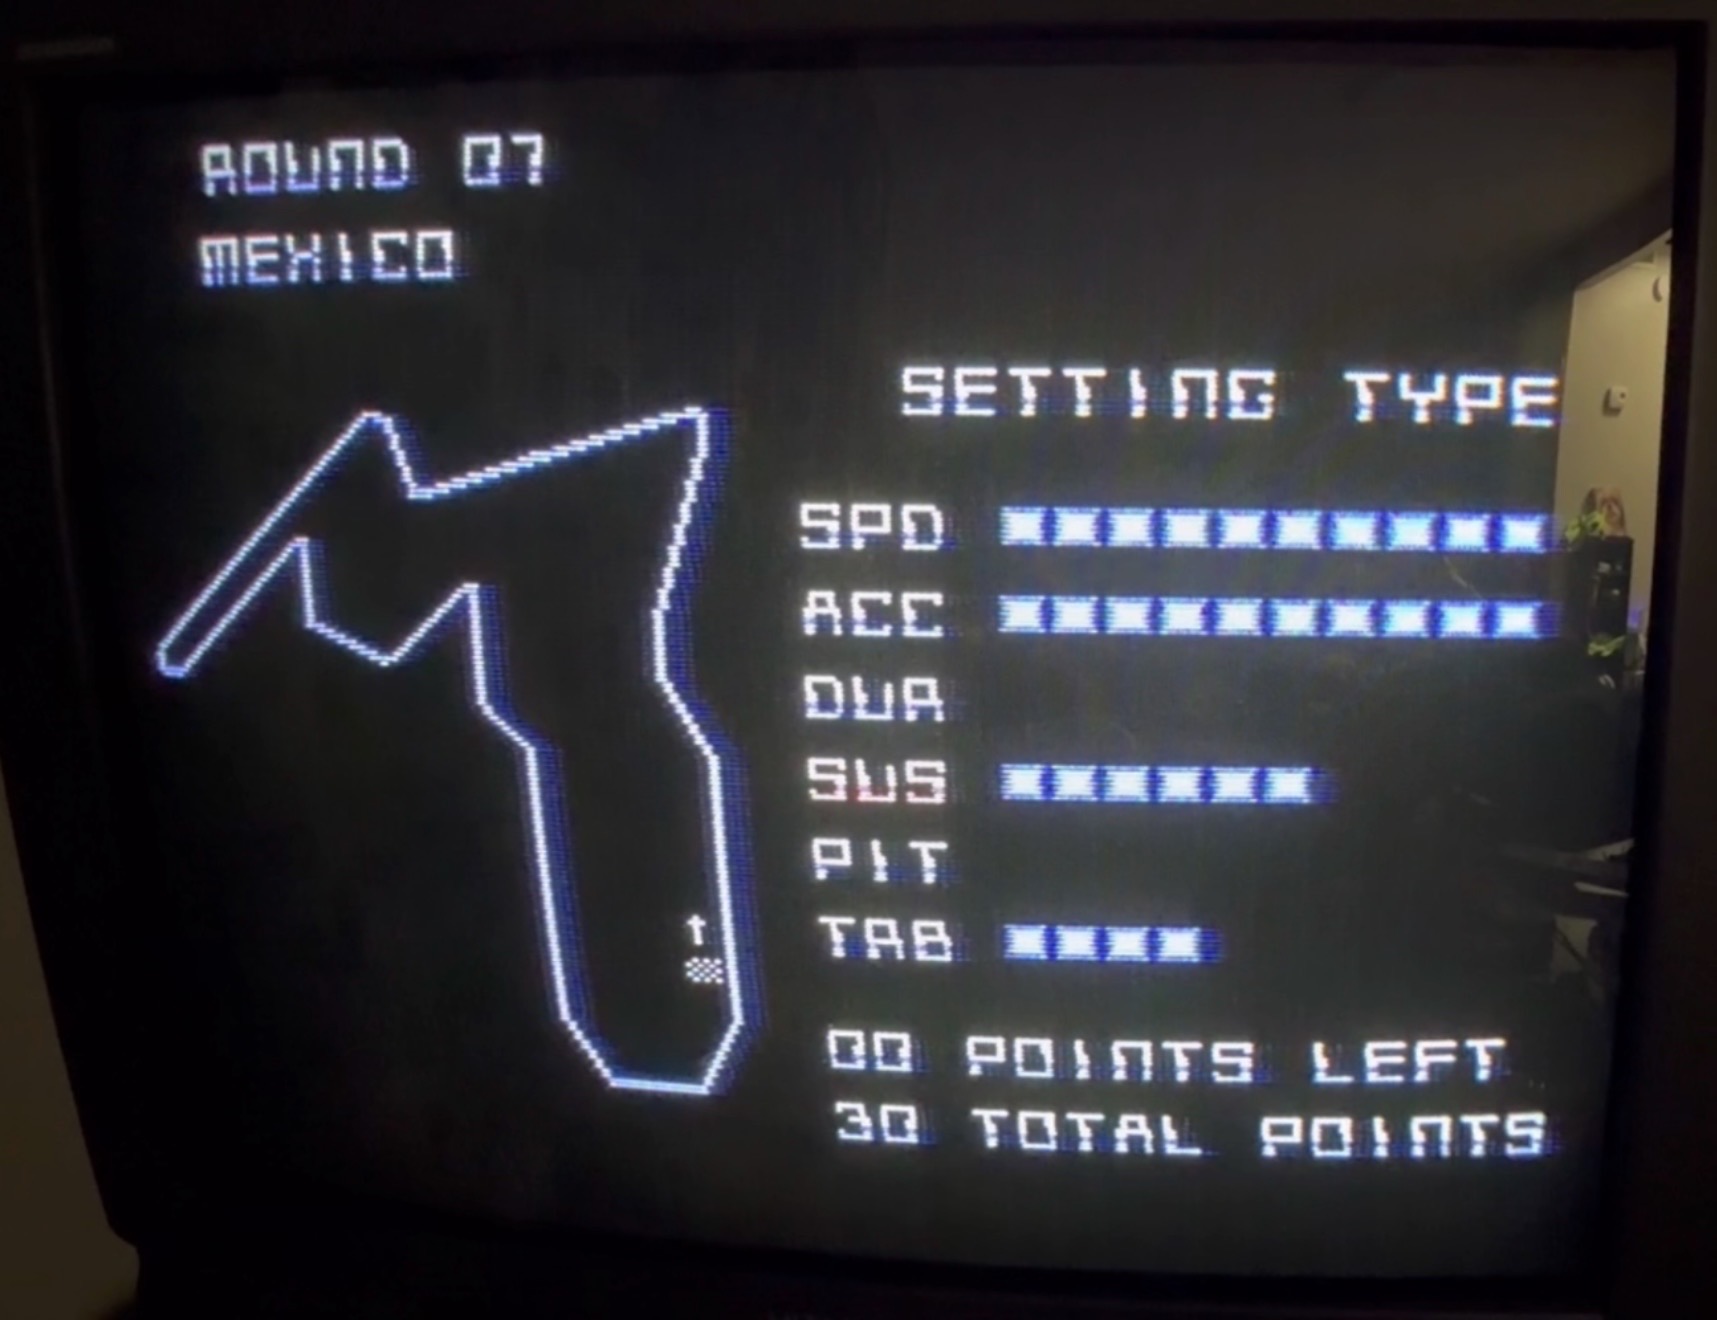 ROUND 07
MEXICO
SETTING TYPE
SPD
ACC
DUR
SUS
PIT
TAB
00 POINTS LEFT
30 TOTAL POINTS